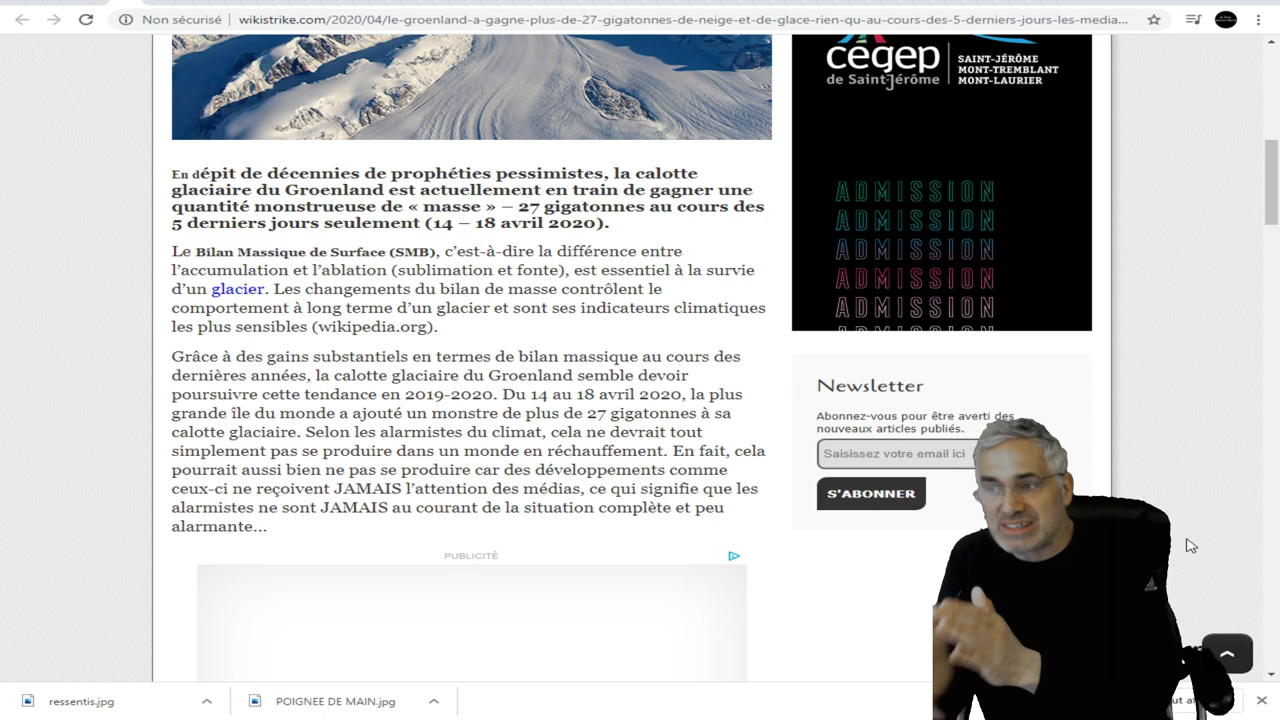 Non sécurisé
wikistrike.com/2020/04/le-groenland-a-gagne-plus-de-27-gigatonnes-de-neige-et-de-glace-rien-qu-au-cours-des-5-derniers-jours-les-media...
cégep
de Saint-Jérôme
SAINT-JÉRÔME
MONT-TREMBLANT
MONT-LAURIER
ADMISSION
ADMISSION
ADMISSION
ADMISSION
ADMISSION
ADMISSION
En dépit de décennies de prophéties pessimistes, la calotte
glaciaire du Groenland est actuellement en train de gagner une
quantité monstrueuse de « masse » – 27 gigatonnes au cours des
5 derniers jours seulement (14 – 18 avril 2020).
Le Bilan Massique de Surface (SMB), c’est-à-dire la différence entre
l’accumulation et l’ablation (sublimation et fonte), est essentiel à la survie
d’un glacier. Les changements du bilan de masse contrôlent le
comportement à long terme d’un glacier et sont ses indicateurs climatiques
les plus sensibles (wikipedia.org).
Grâce à des gains substantiels en termes de bilan massique au cours des
dernières années, la calotte glaciaire du Groenland semble devoir
poursuivre cette tendance en 2019-2020. Du 14 au 18 avril 2020, la plus
grande île du monde a ajouté un monstre de plus de 27 gigatonnes à sa
calotte glaciaire. Selon les alarmistes du climat, cela ne devrait tout
simplement pas se produire dans un monde en réchauffement. En fait, cela
pourrait aussi bien ne pas se produire car des développements comme
ceux-ci ne reçoivent JAMAIS l’attention des médias, ce qui signifie que les
alarmistes ne sont JAMAIS au courant de la situation complète et peu
alarmante...
PUBLICITÉ
Newsletter
Abonnez-vous pour être averti des
nouveaux articles publiés.
Saisissez votre email ici
S'ABONNER
ressentis.jpg
POIGNEE DE MAIN.jpg